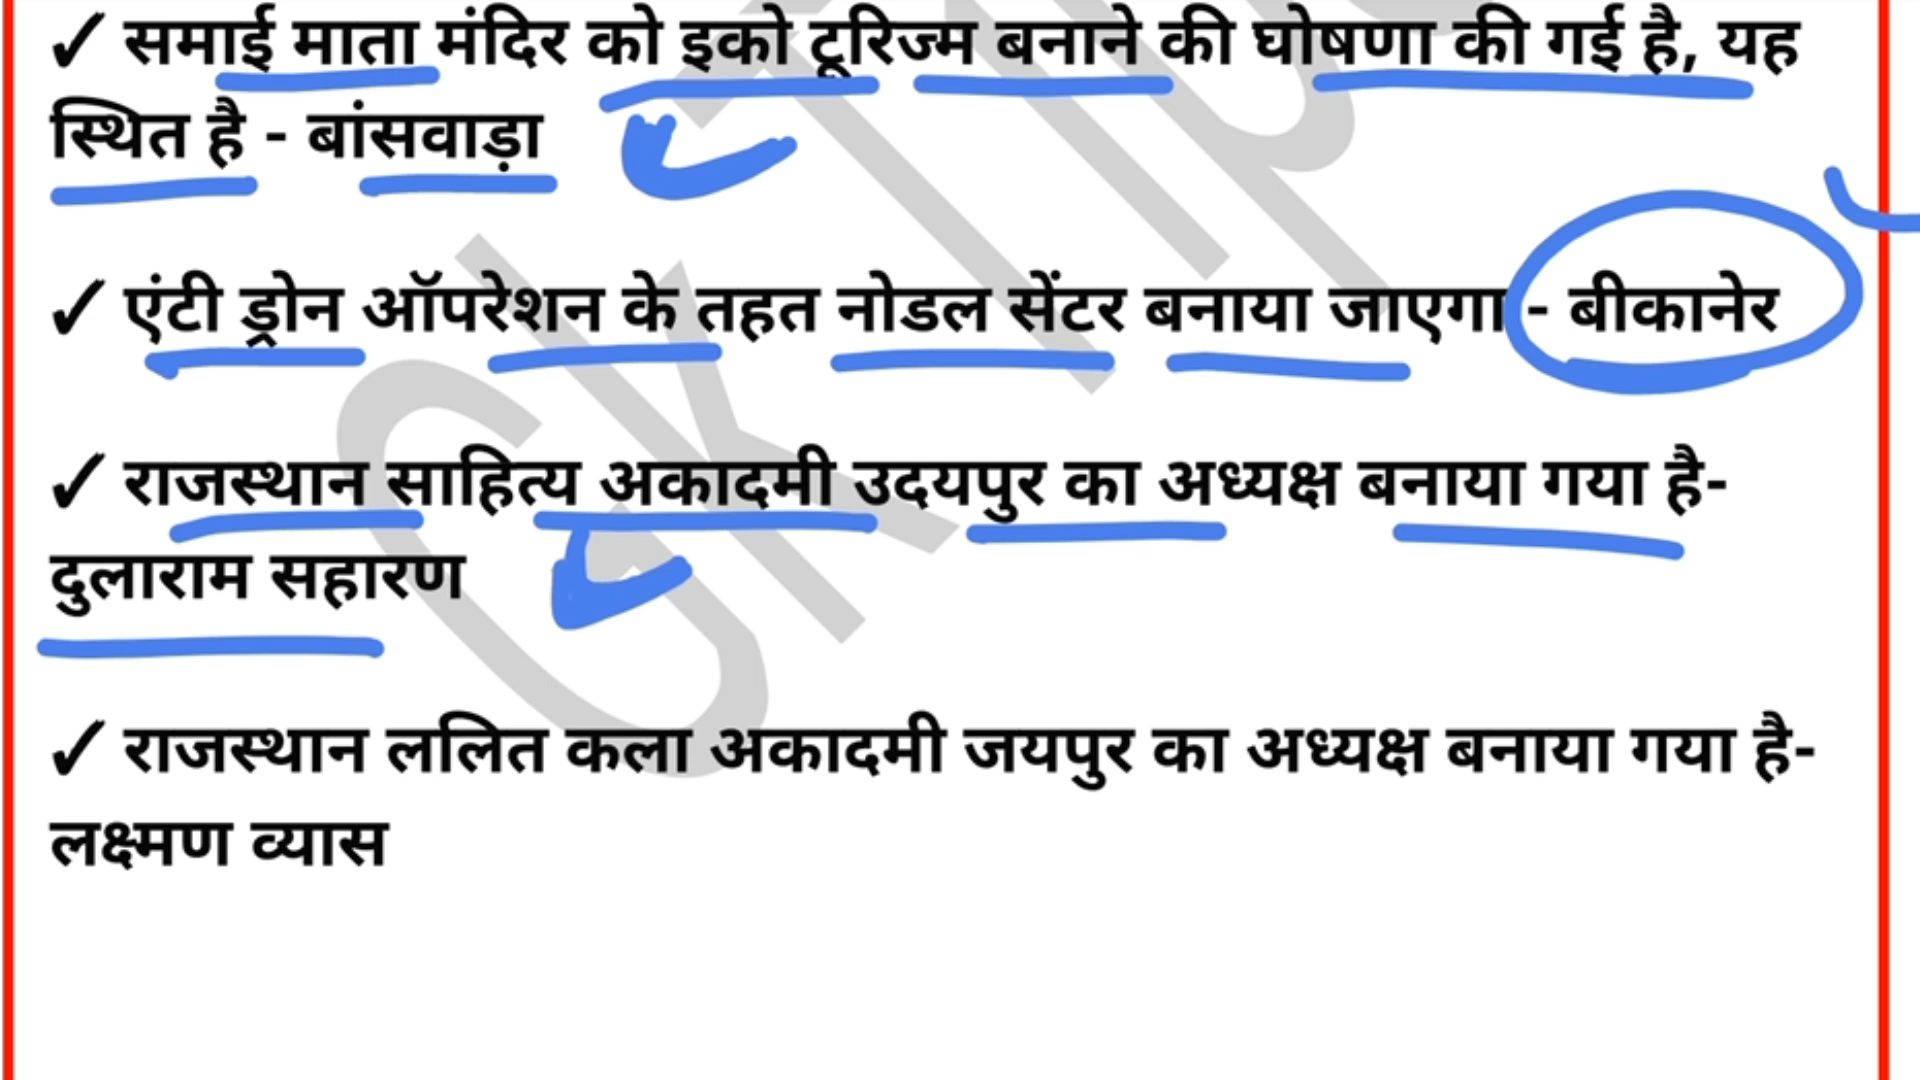 ✓ समाई माता मंदिर को इको टूरिज्म बनाने की घोषणा की गई है, यह
स्थित है - बांसवाड़ा
✓ एंटी ड्रोन ऑपरेशन के तहत नोडल सेंटर बनाया जाएगा - बीकानेर
✓ राजस्थान साहित्य अकादमी उदयपुर का अध्यक्ष बनाया गया है-
दुलाराम सहारण
✓ राजस्थान ललित कला अकादमी जयपुर का अध्यक्ष बनाया गया है-
लक्ष्मण व्यास